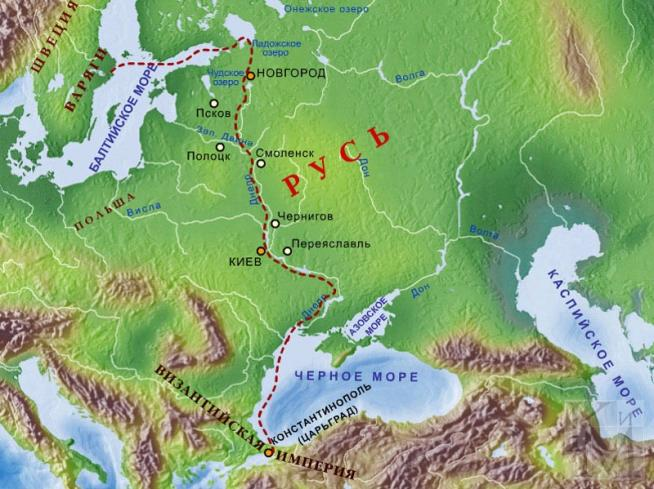 Онежское озеро
ШВЕЦИЯ
ВАРЯГИ
Ладожское
озеро
Чудское
озеро
НОВГОРОД
Волга
БАЛТИЙСКОЕ МОРЕ
Псков
Зап. Двина
Полоцк
Смоленск
РУСЬ
Дон
Днепр
ПОЛЬША
Висла
Чернигов
Переяславль
КИЕВ
Волга
Днепр
Дон
АЗОВСКОЕ
МОРЕ
КАСПИЙСКОЕ МОРЕ
ЧЕРНОЕ МОРЕ
ВИЗАНТИЙСКАЯ ИМПЕРИЯ
КОНСТАНТИНОПОЛЬ
(ЦАРЬГРАД)